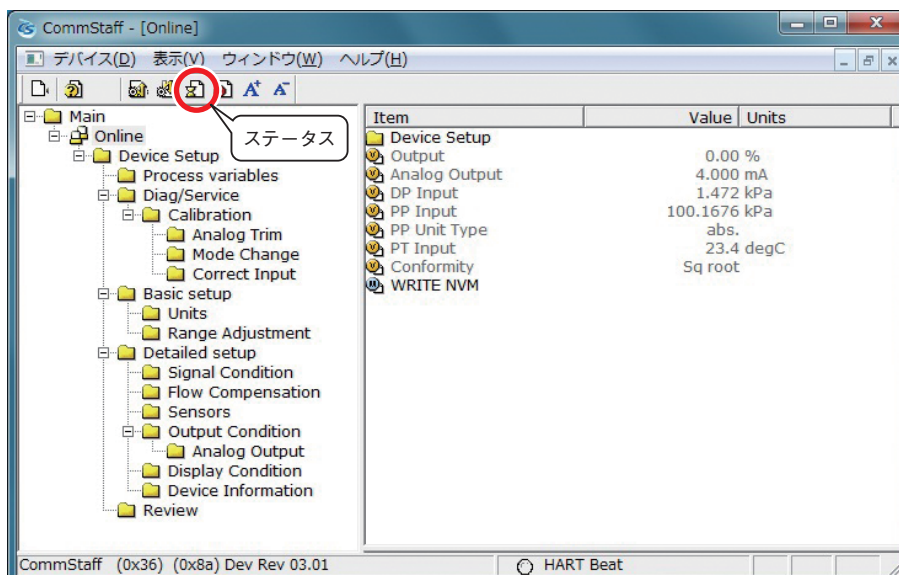 CommStaff - [Online]
デバイス(D) 表示(V) ウィンドウ(W) ヘルプ(H)
ステータス
Main
Online
Device Setup
Process variables
Diag/Service
Calibration
Analog Trim
Mode Change
Correct Input
Basic setup
Units
Range Adjustment
Detailed setup
Signal Condition
Flow Compensation
Sensors
Output Condition
Analog Output
Display Condition
Device Information
Review
Item Value Units
Device Setup
Output 0.00 %
Analog Output 4.000 mA
DP Input 1.472 kPa
PP Input 100.1676 kPa
PP Unit Type abs.
PT Input 23.4 degC
Conformity Sq root
WRITE NVM
CommStaff (0x36) (0x8a) Dev Rev 03.01 HART Beat